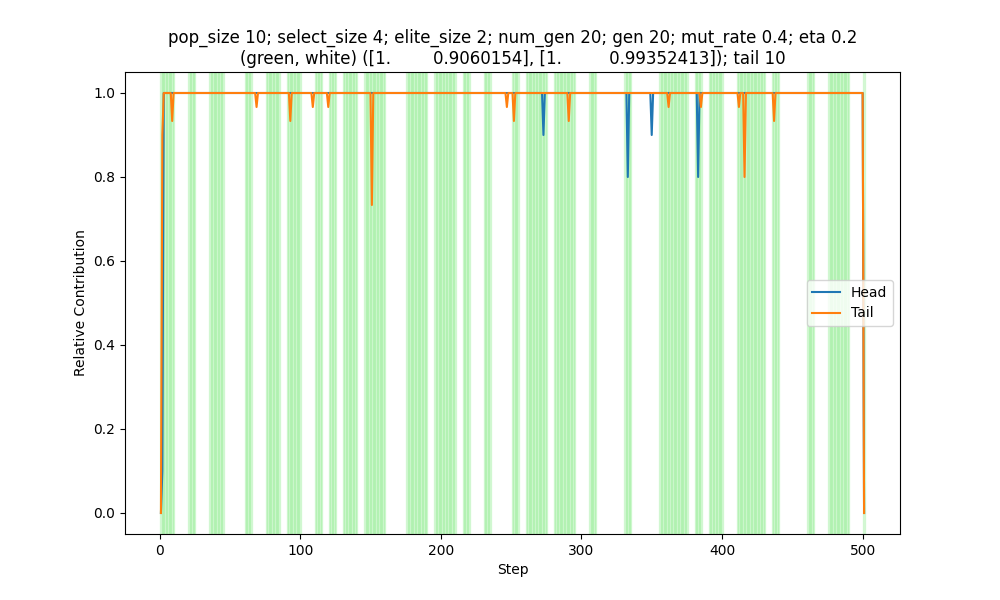 pop_size 10; select_size 4; elite_size 2; num_gen 20; gen 20; mut_rate 0.4; eta 0.2
(green, white) ([1.         0.9060154], [1.         0.99352413]); tail 10
1.0
0.8
0.6
0.4
0.2
0.0
Relative Contribution
Head
Tail
0 100 200 300 400 500
Step